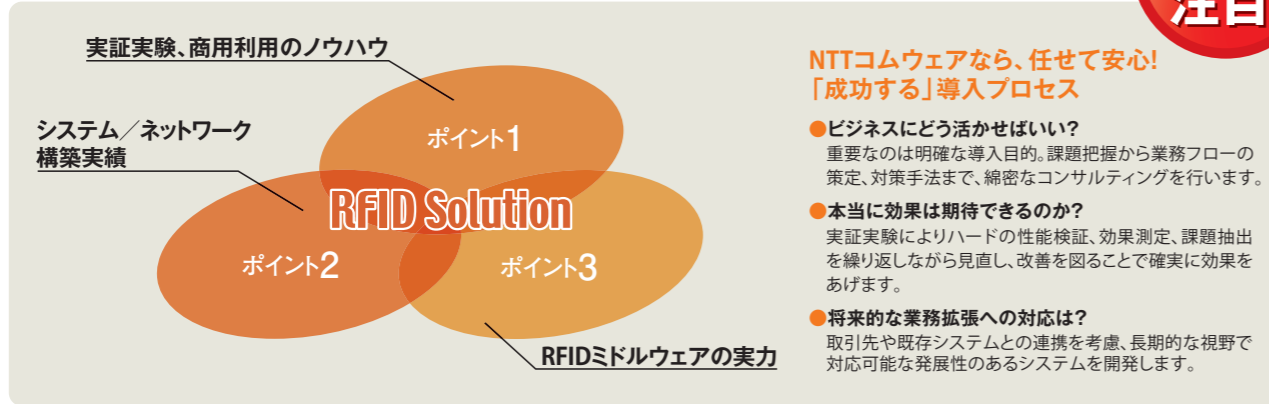 注目
実証実験、商用利用のノウハウ
システム／ネットワーク
構築実績
ポイント1
RFID Solution
ポイント2
ポイント3
RFIDミドルウェアの実力
NTTコムウェアなら、任せて安心!
「成功する」導入プロセス
●ビジネスにどう活かせばいい?
重要なのは明確な導入目的。課題把握から業務フローの
策定、対策手法まで、綿密なコンサルティングを行います。
●本当に効果は期待できるのか?
実証実験によりハードの性能検証、効果測定、課題抽出
を繰り返しながら見直し、改善を図ることで確実に効果を
あげます。
●将来的な業務拡張への対応は?
取引先や既存システムとの連携を考慮、長期的な視野で
対応可能な発展性のあるシステムを開発します。